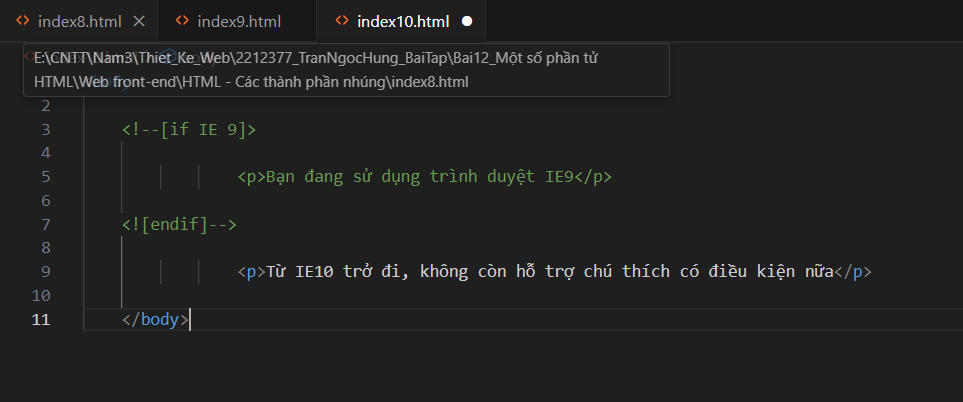 index8.html
index9.html
index10.html
E:\CNTT\Nam3\Thiet_Ke_Web\2212377_TranNgocHung_BaiTap\Bai12_Một số phần tử
HTML\Web front-end\HTML - Các thành phần nhúng\index8.html
2
3 <!--[if IE 9]>
4
5 <p>Bạn đang sử dụng trình duyệt IE9</p>
6
7 <![endif]-->
8
9 <p>Từ IE10 trở đi, không còn hỗ trợ chú thích có điều kiện nữa</p>
10
11 </body>